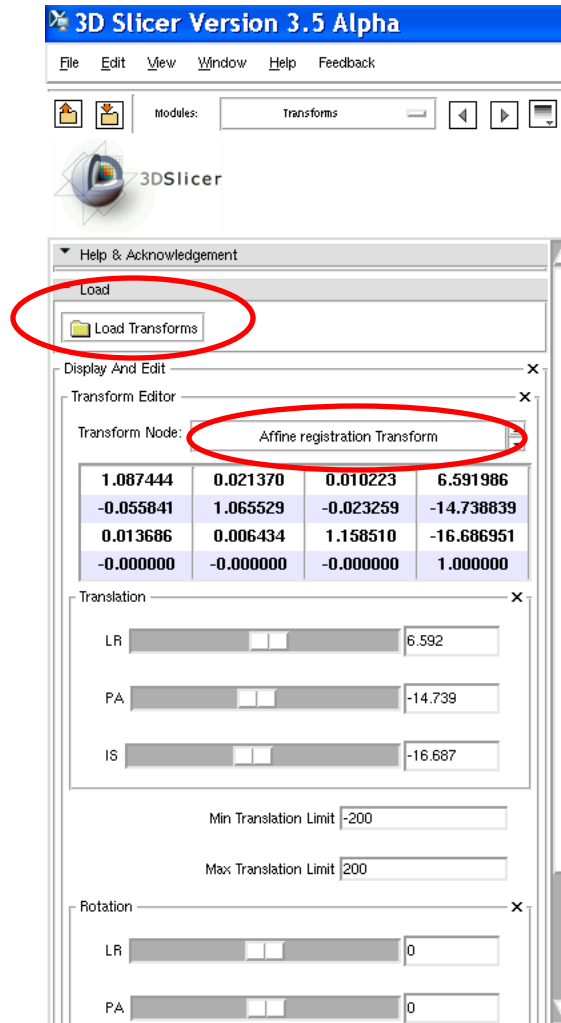 3D Slicer Version 3.5 Alpha
File Edit View Window Help Feedback
Modules: Transforms
3DSlicer
Help & Acknowledgement
Load
Load Transforms
Display And Edit
Transform Editor
Transform Node: Affine registration Transform
1.087444 0.021370 0.010223 6.591986
-0.055841 1.065529 -0.023259 -14.738839
0.013686 0.006434 1.158510 -16.686951
-0.000000 -0.000000 -0.000000 1.000000
Translation
LR 6.592
PA -14.739
IS -16.687
Min Translation Limit -200
Max Translation Limit 200
Rotation
LR 0
PA 0